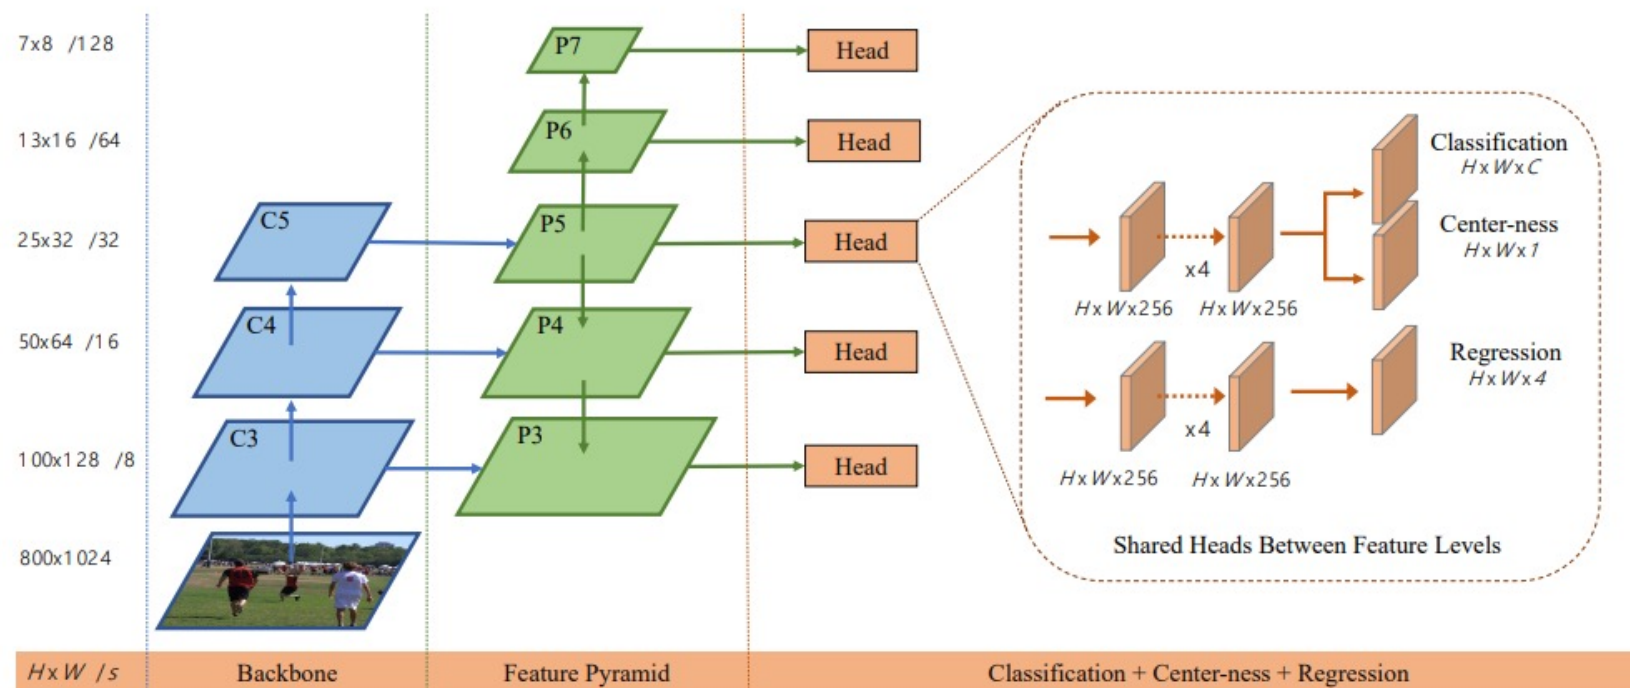 7x8 /128
P7
Head
13x16 /64
P6
Head
Classification
HxWxC
25x32 /32
C5
P5
Head
Center-ness
HxWx1
x4
HxWx256 HxWx256
50x64 /16
C4
P4
Head
Regression
HxWx4
x4
HxWx256 HxWx256
100x128 /8
C3
P3
Head
Shared Heads Between Feature Levels
800x1024
HxW /s
Backbone
Feature Pyramid
Classification + Center-ness + Regression